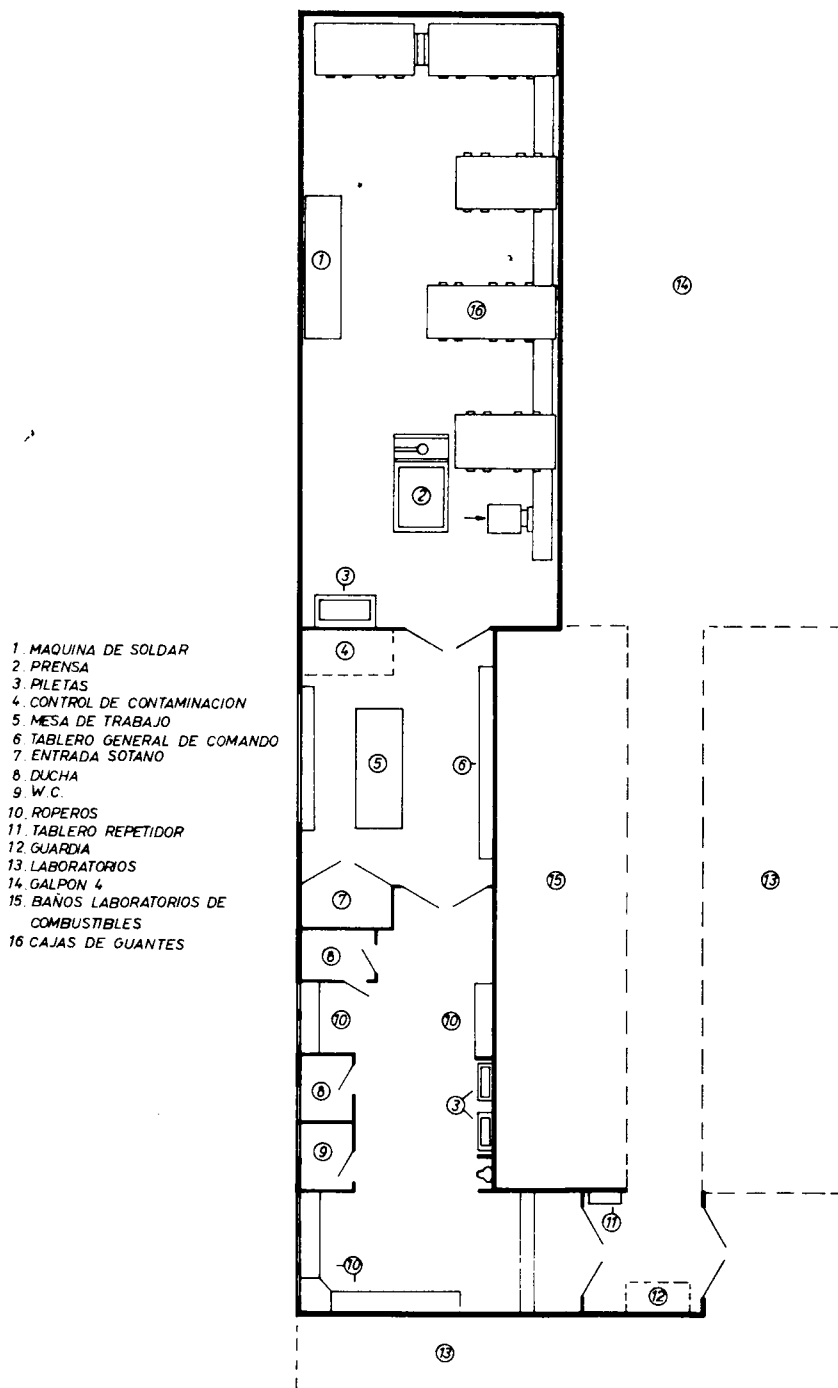 1. MAQUINA DE SOLDAR
2. PRENSA
3. PILETAS
4. CONTROL DE CONTAMINACION
5. MESA DE TRABAJO
6. TABLERO GENERAL DE COMANDO
7. ENTRADA SOTANO
8. DUCHA
9. W.C.
10. ROPEROS
11. TABLERO REPETIDOR
12. GUARDIA
13. LABORATORIOS
14. GALPON 4
15. BAÑOS LABORATORIOS DE
COMBUSTIBLES
16 CAJAS DE GUANTES
1
16
14
2
3
4
5
6
15
13
7
8
10
10
8
3
9
11
10
12
13